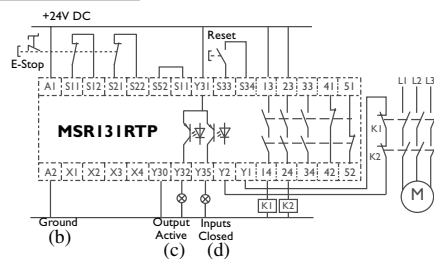 +24V DC
Reset
E-Stop
A1 S11 S12 S21 S22 S52 S11 Y31 S33 S34 13 23 33 41 51
L1 L2 L3
MSR131RTP
K1
K2
A2 X1 X2 X3 X4 Y30 Y32 Y35 Y2 Y1 14 24 34 42 52
M
K1 K2
Ground
Output Active
Inputs Closed
(b)
(c)
(d)